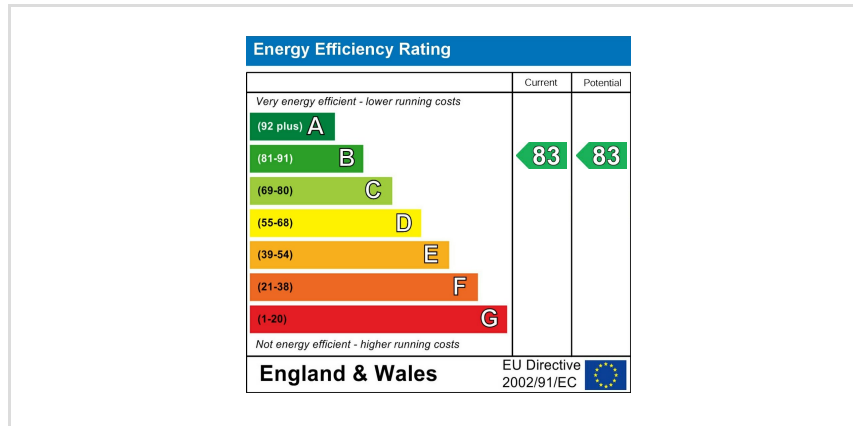 Energy Efficiency Rating
Current Potential
Very energy efficient - lower running costs
(92 plus) A
(81-91) B 83 83
(69-80) C
(55-68) D
(39-54) E
(21-38) F
(1-20) G
Not energy efficient - higher running costs
England & Wales
EU Directive
2002/91/EC